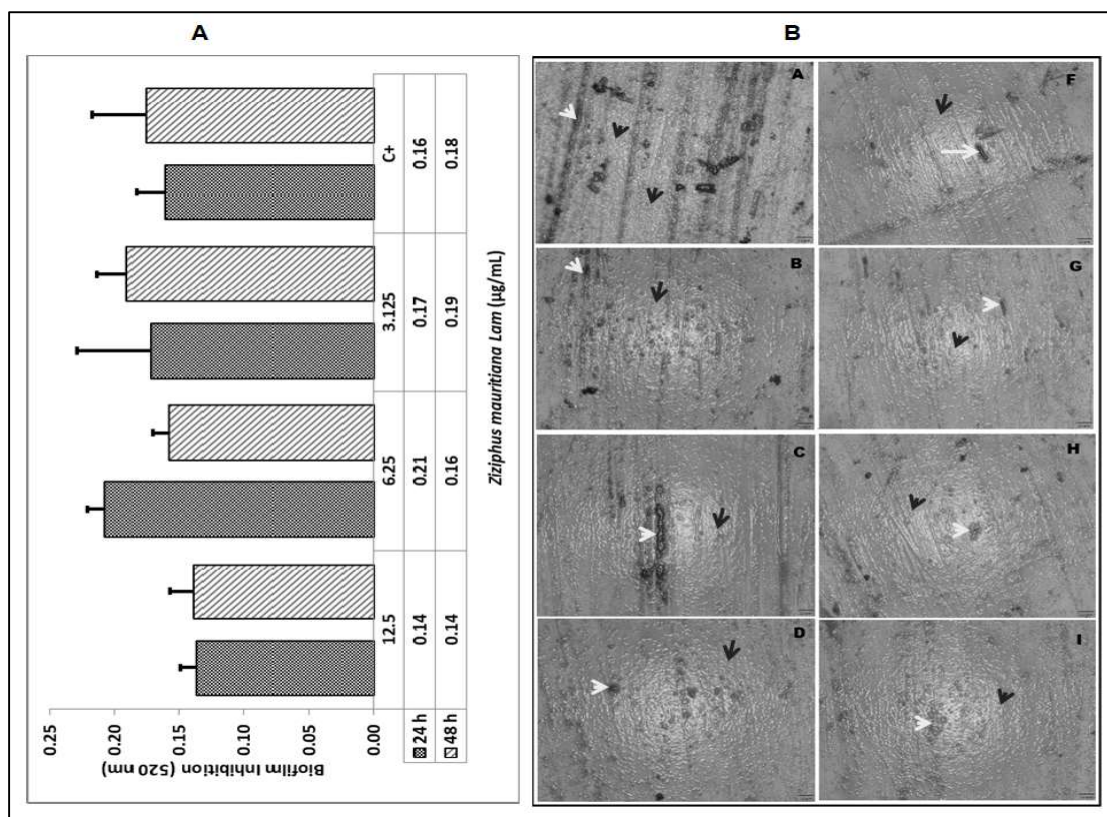 A
B
Biofilm Inhibition (520 nm)
0.25
0.20
0.15
0.10
0.05
0.00
12.5 6.25 3.125 C+
24 h 0.14 0.21 0.17 0.16
48 h 0.14 0.16 0.19 0.18
Ziziphus mauritiana Lam (µg/mL)
A
F
B
G
C
H
D
I